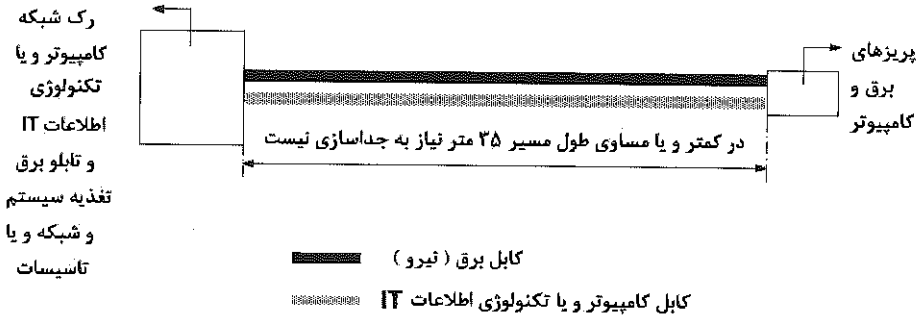 پریزهای
برق و
کامپیوتر
رک شبکه
کامپیوتر و یا
تکنولوژی
اطلاعات IT
و تابلو برق
تغذیه سیستم
و شبکه و یا
تاسیسات
در کمتر و یا مساوی طول مسیر ۳۵ متر نیاز به جداسازی نیست
کابل برق ( نیرو )
کابل کامپیوتر و یا تکنولوژی اطلاعات IT